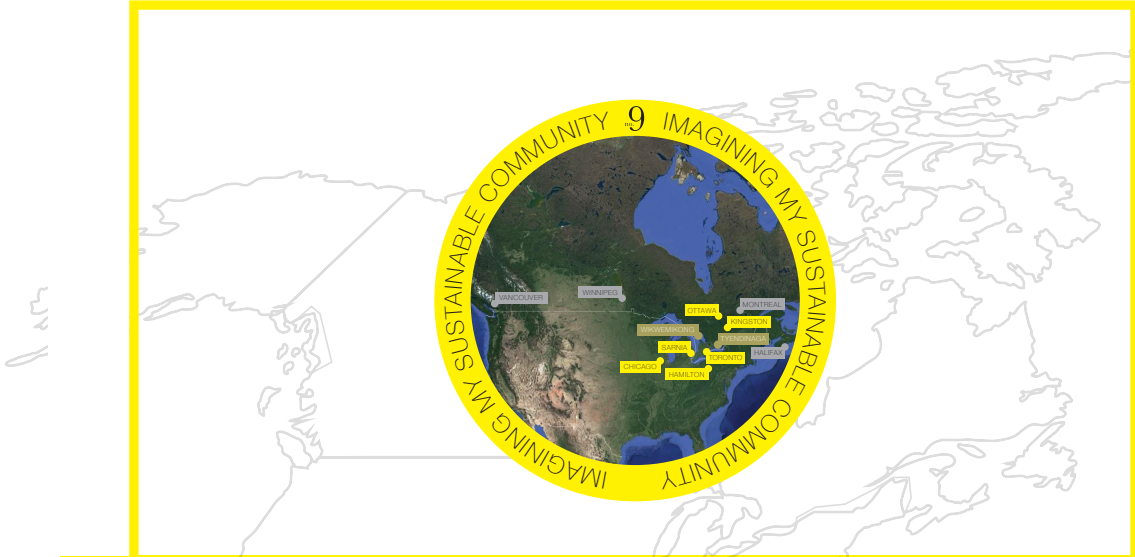 no. 9
IMAGINING MY SUSTAINABLE COMMUNITY
IMAGINING MY SUSTAINABLE COMMUNITY
VANCOUVER
WINNIPEG
OTTAWA
MONTREAL
KINGSTON
WIKWEMIKONG
TYENDINAGA
SARNIA
HALIFAX
TORONTO
CHICAGO
HAMILTON